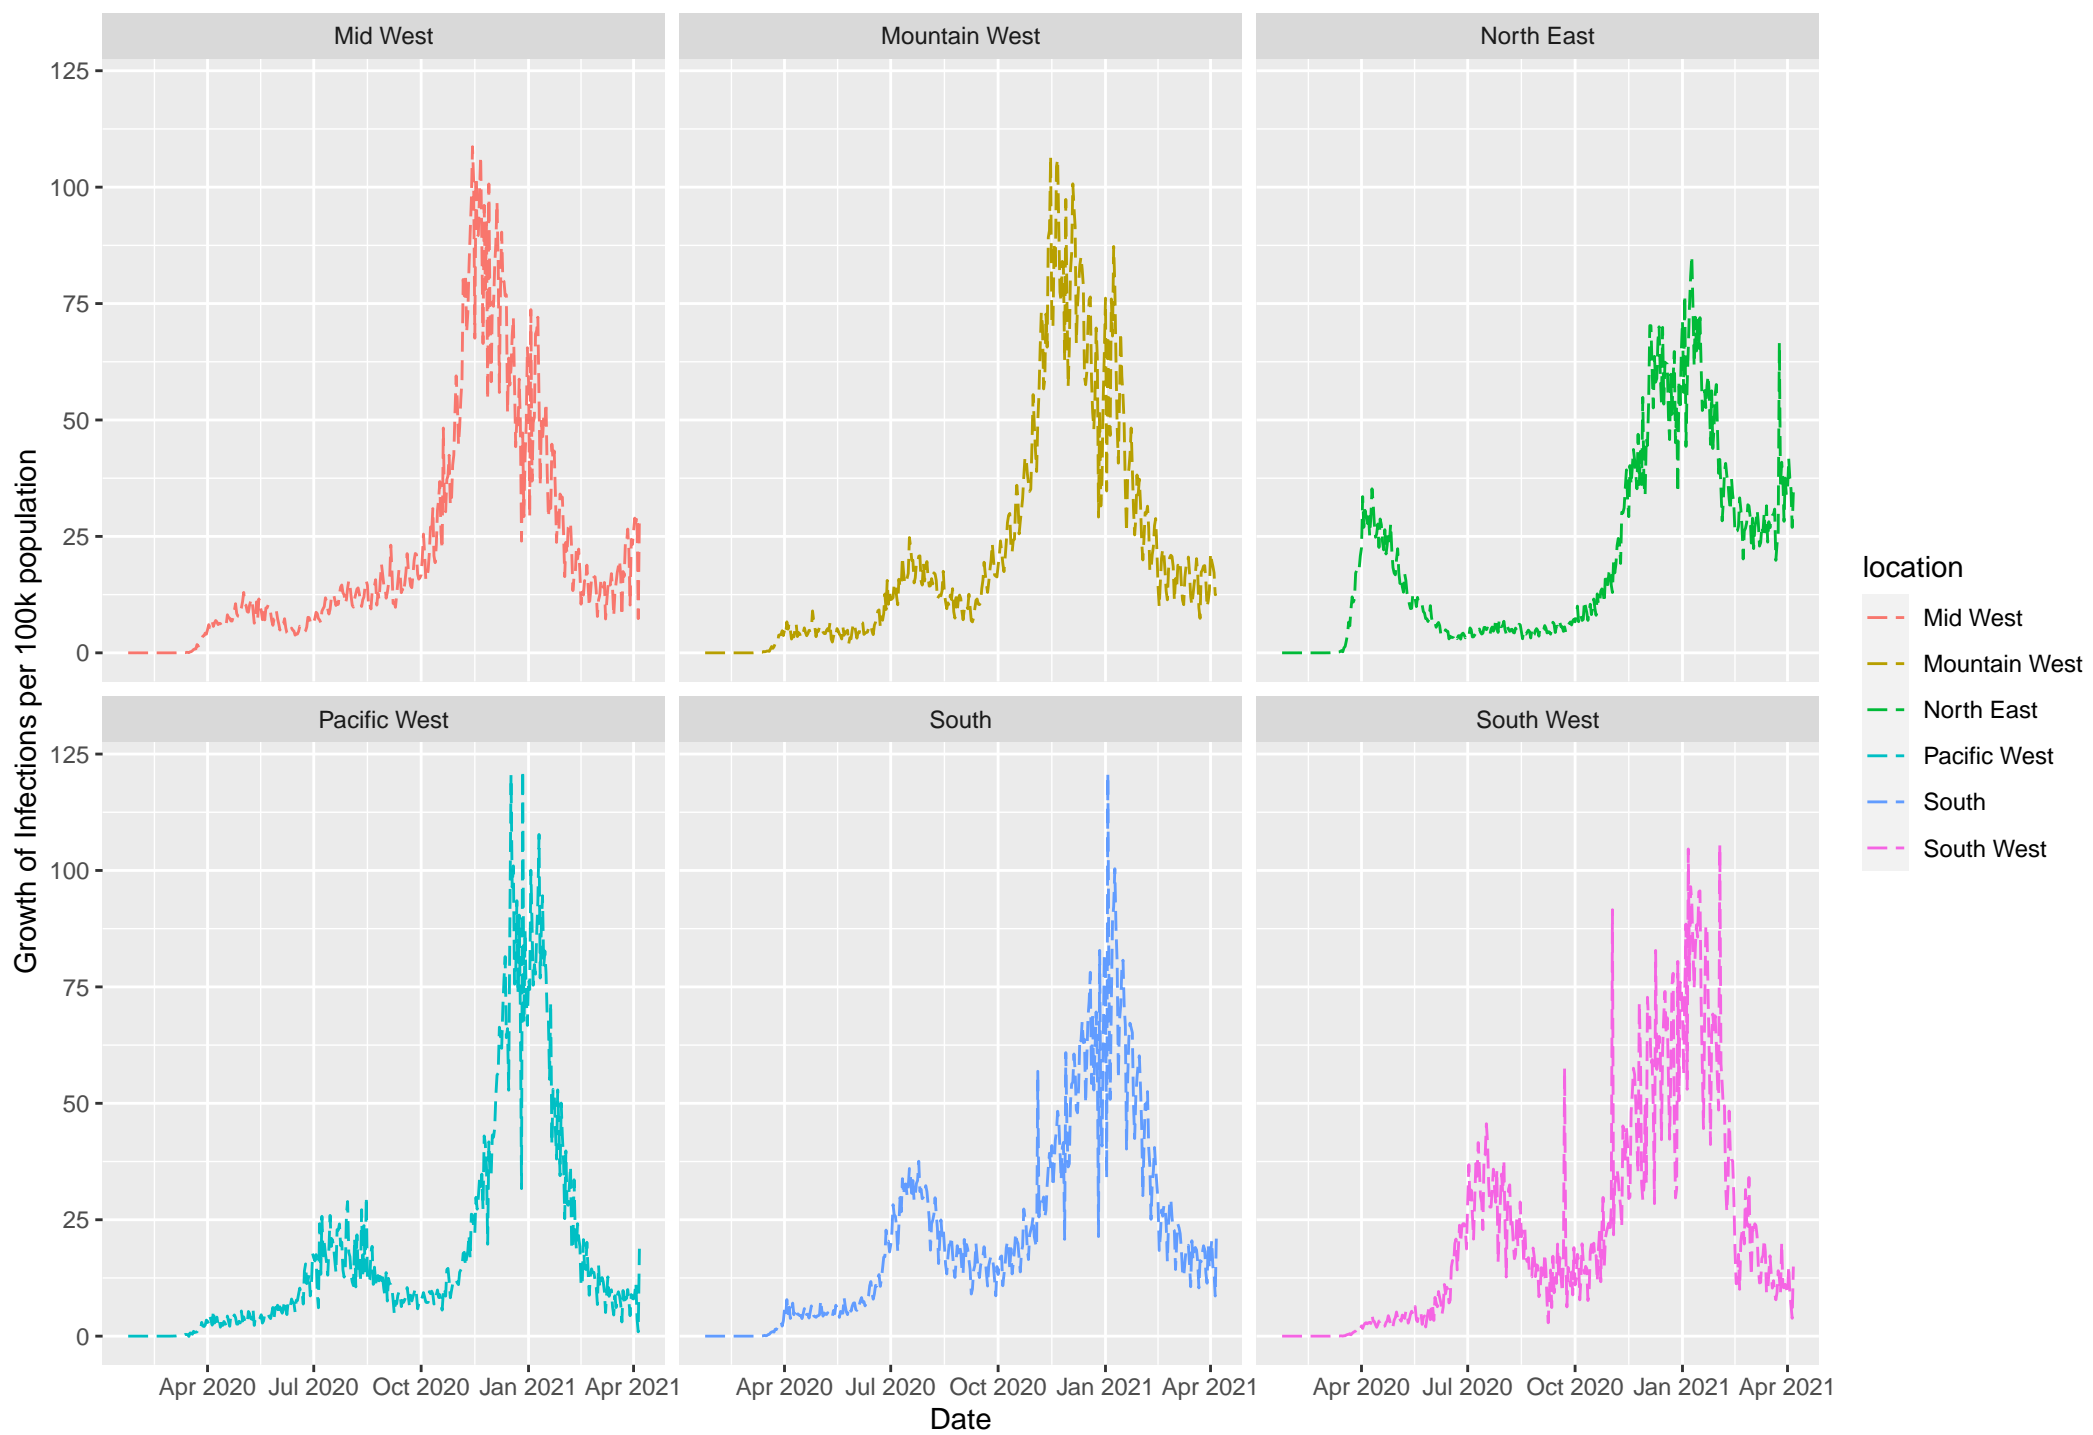 Mid West
Mountain West
North East
125
100
75
50
25
0
Pacific West
South
South West
125
100
75
50
25
0
Apr 2020 Jul 2020 Oct 2020 Jan 2021 Apr 2021
Apr 2020 Jul 2020 Oct 2020 Jan 2021 Apr 2021
Apr 2020 Jul 2020 Oct 2020 Jan 2021 Apr 2021
Date
Growth of Infections per 100k population
location
Mid West
Mountain West
North East
Pacific West
South
South West